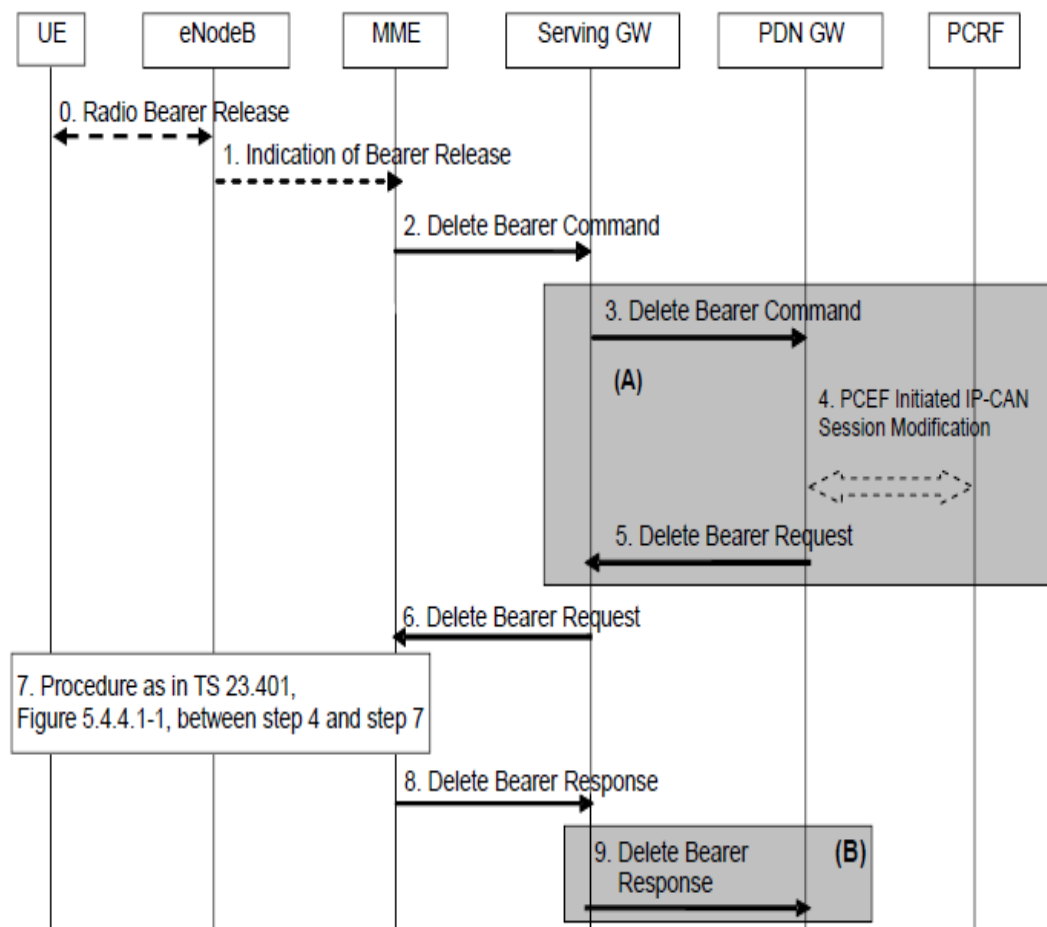 UE
eNodeB
MME
Serving GW
PDN GW
PCRF
0. Radio Bearer Release
1. Indication of Bearer Release
2. Delete Bearer Command
3. Delete Bearer Command
(A)
4. PCEF Initiated IP-CAN
Session Modification
5. Delete Bearer Request
6. Delete Bearer Request
7. Procedure as in TS 23.401,
Figure 5.4.4.1-1, between step 4 and step 7
8. Delete Bearer Response
9. Delete Bearer
Response
(B)